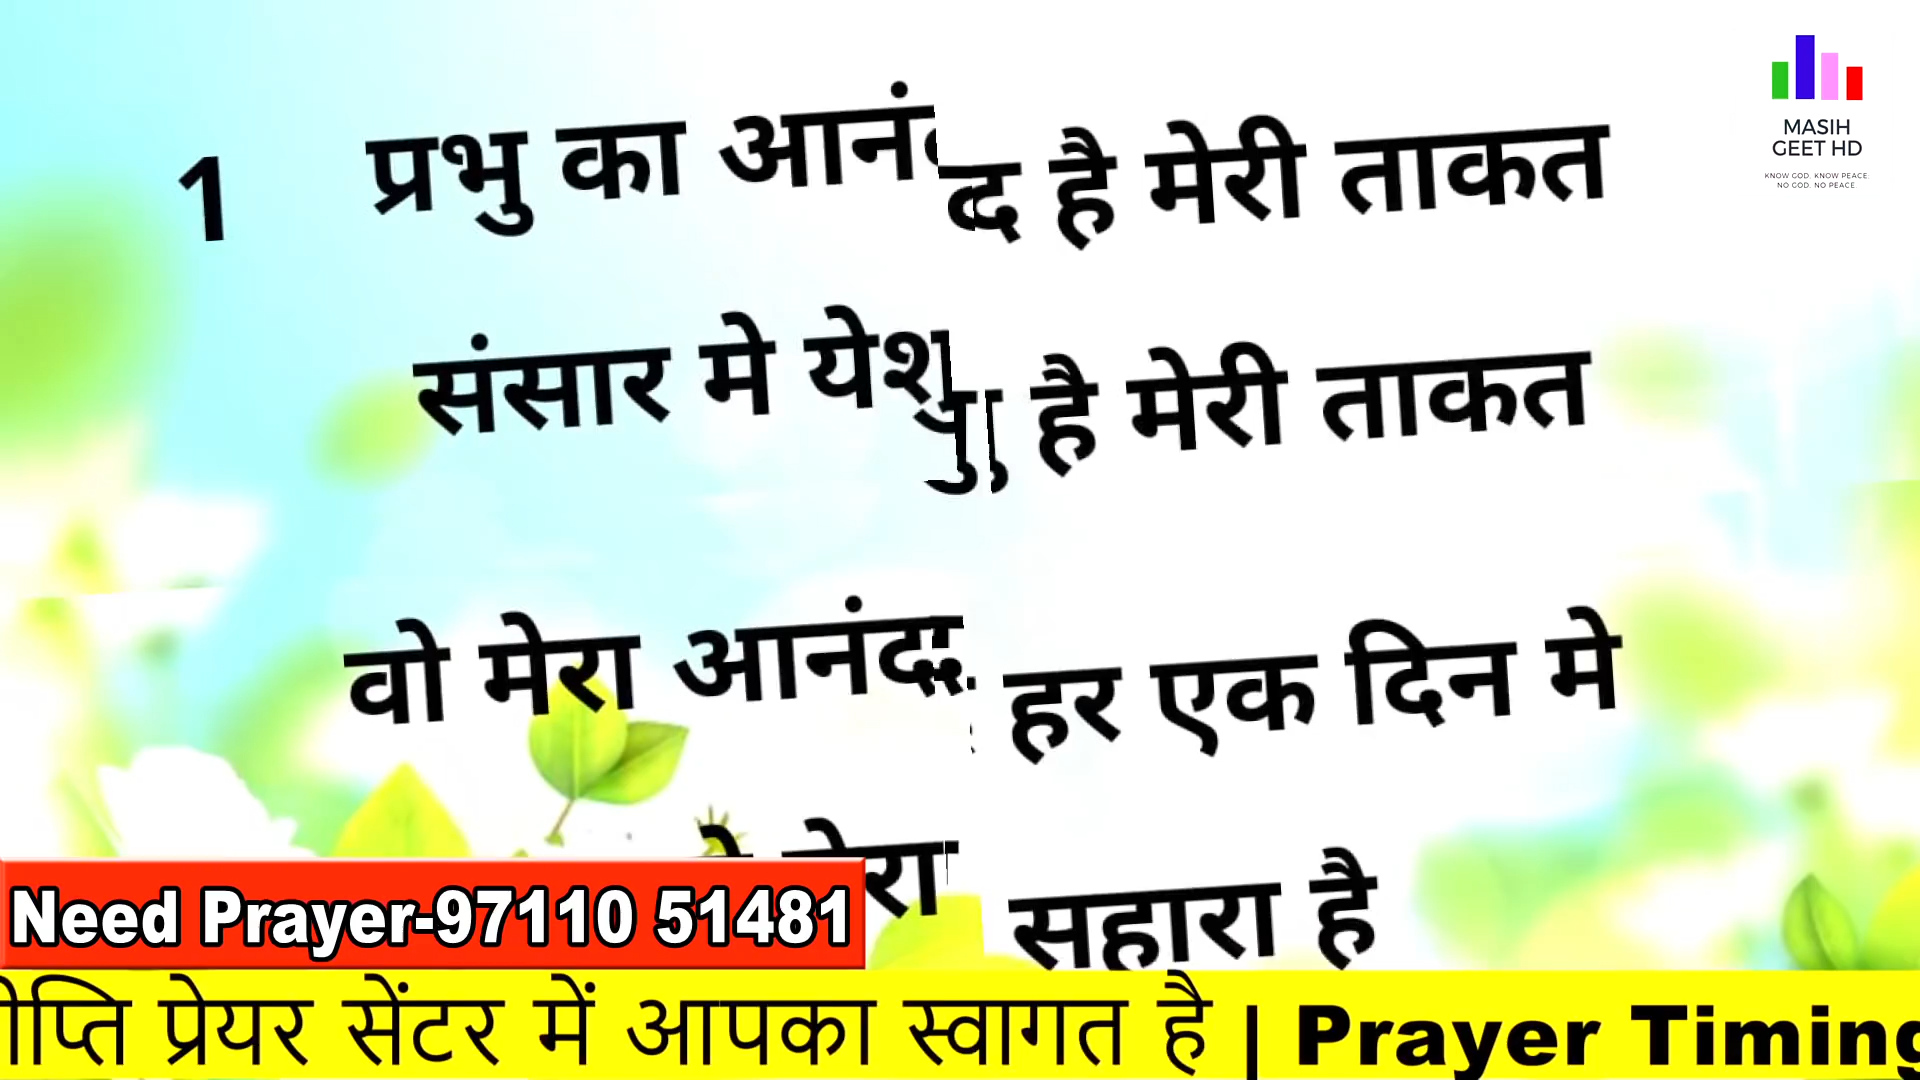 1 प्रभु का आनंद है मेरी ताकत
संसार मे येशु है मेरी ताकत
वो मेरा आनंद हर एक दिन मे
मेरा सहारा है
MASIH
GEET HD
KNOW GOD. KNOW PEACE.
NO GOD. NO PEACE.
Need Prayer-97110 51481
प्रेयर सेंटर में आपका स्वागत है | Prayer Timing